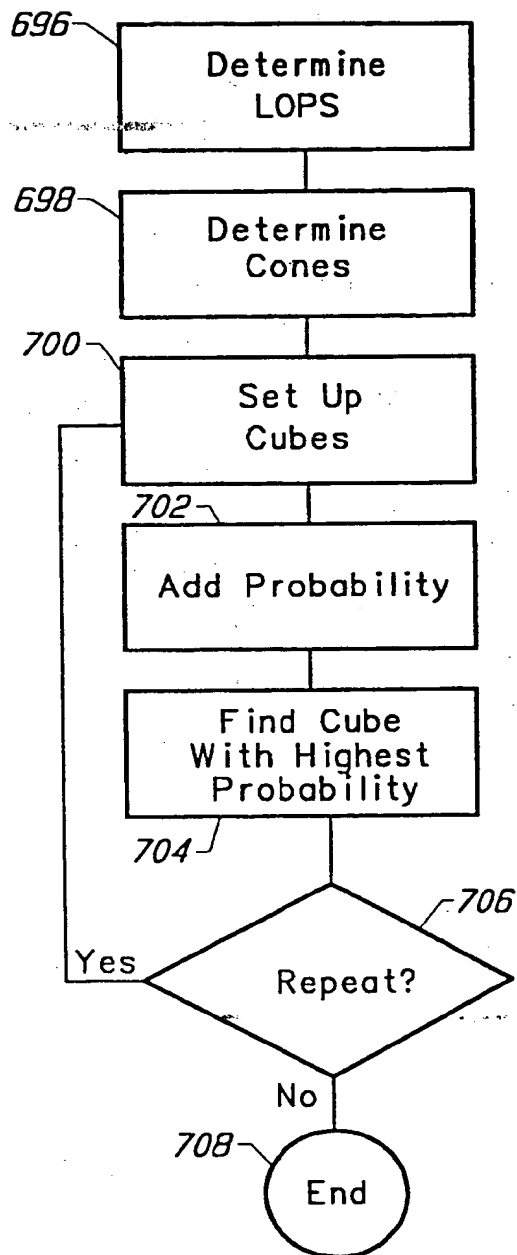 696
Determine
LOPS
698
Determine
Cones
700
Set Up
Cubes
702
Add Probability
Find Cube
With Highest
Probability
704
706
Yes
Repeat?
No
708
End